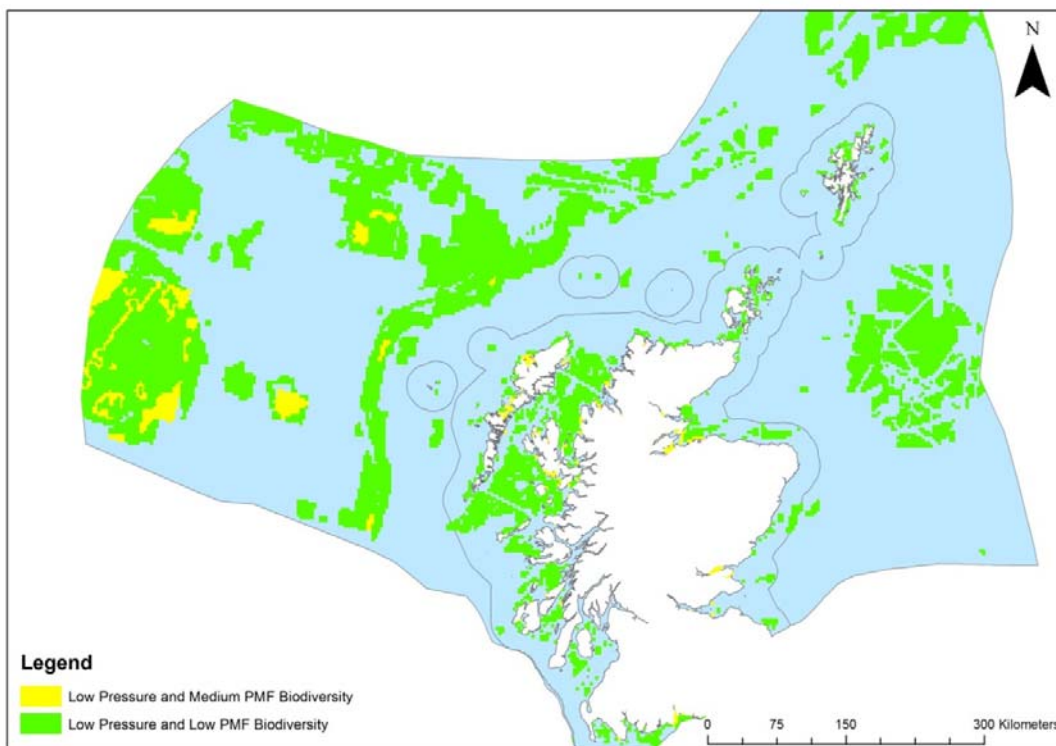 N
Legend
Low Pressure and Medium PMF Biodiversity
Low Pressure and Low PMF Biodiversity
0 75 150 300 Kilometers